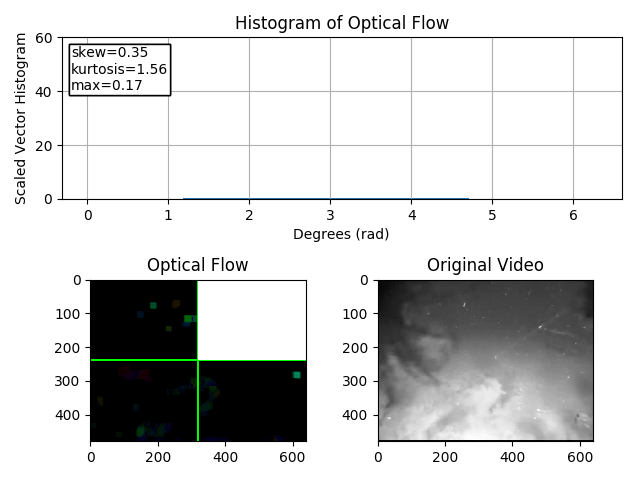 Histogram of Optical Flow
Scaled Vector Histogram
60
40
20
0
skew=0.35
kurtosis=1.56
max=0.17
0 1 2 3 4 5 6
Degrees (rad)
Optical Flow
0
100
200
300
400
0 200 400 600
Original Video
0
100
200
300
400
0 200 400 600